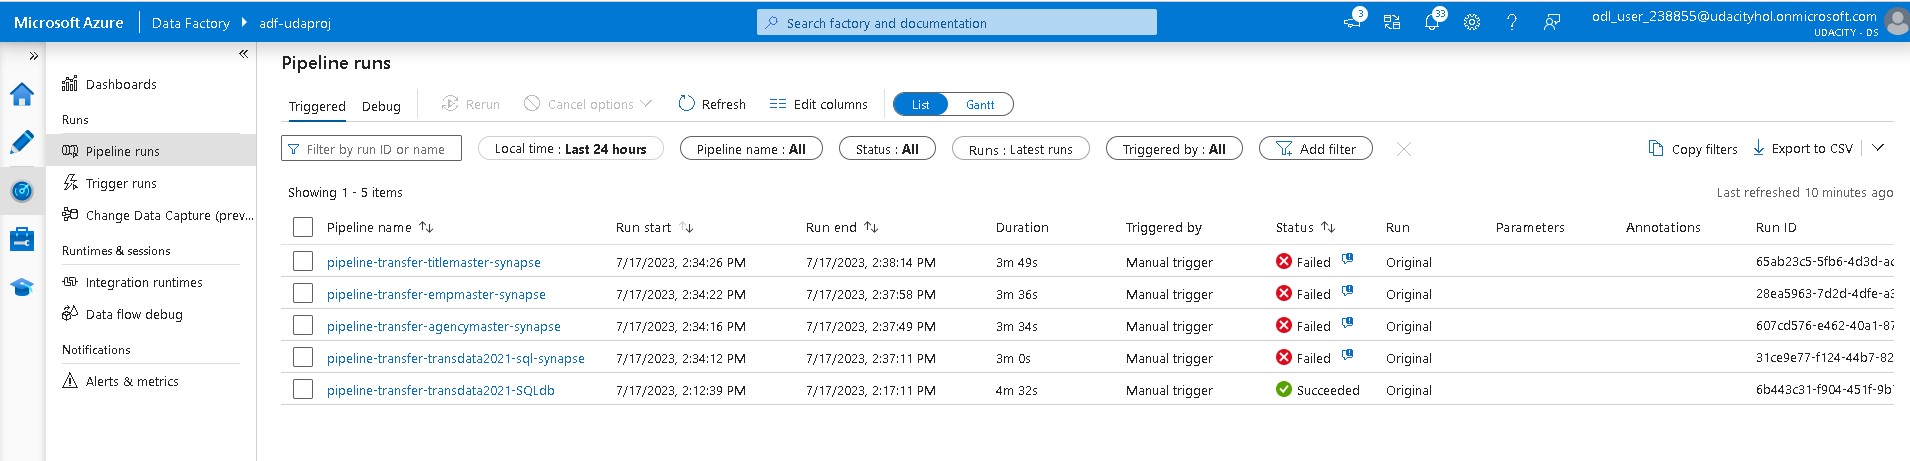 Microsoft Azure Data Factory adf-udaproj Search factory and documentation 3 33 odl_user_238855@udacityhol.onmicrosoft.com
UDACITY - DS
Dashboards
Runs
Pipeline runs
Trigger runs
Change Data Capture (prev...
Runtimes & sessions
Integration runtimes
Data flow debug
Notifications
Alerts & metrics
Pipeline runs
Triggered Debug Rerun Cancel options Refresh Edit columns List Gantt
Filter by run ID or name Local time : Last 24 hours Pipeline name : All Status : All Runs : Latest runs Triggered by : All Add filter Copy filters Export to CSV
Showing 1 - 5 items Last refreshed 10 minutes ago
Pipeline name Run start Run end Duration Triggered by Status Run Parameters Annotations Run ID
pipeline-transfer-titlemaster-synapse 7/17/2023, 2:34:26 PM 7/17/2023, 2:38:14 PM 3m 49s Manual trigger Failed Original 65ab23c5-5fb6-4d3d-ac
pipeline-transfer-empmaster-synapse 7/17/2023, 2:34:22 PM 7/17/2023, 2:37:58 PM 3m 36s Manual trigger Failed Original 28ea5963-7d2d-4dfe-a3
pipeline-transfer-agencymaster-synapse 7/17/2023, 2:34:16 PM 7/17/2023, 2:37:49 PM 3m 34s Manual trigger Failed Original 607cd576-e462-40a1-87
pipeline-transfer-transdata2021-sql-synapse 7/17/2023, 2:34:12 PM 7/17/2023, 2:37:11 PM 3m 0s Manual trigger Failed Original 31ce9e77-f124-44b7-82
pipeline-transfer-transdata2021-SQLdb 7/17/2023, 2:12:39 PM 7/17/2023, 2:17:11 PM 4m 32s Manual trigger Succeeded Original 6b443c31-f904-451f-9b